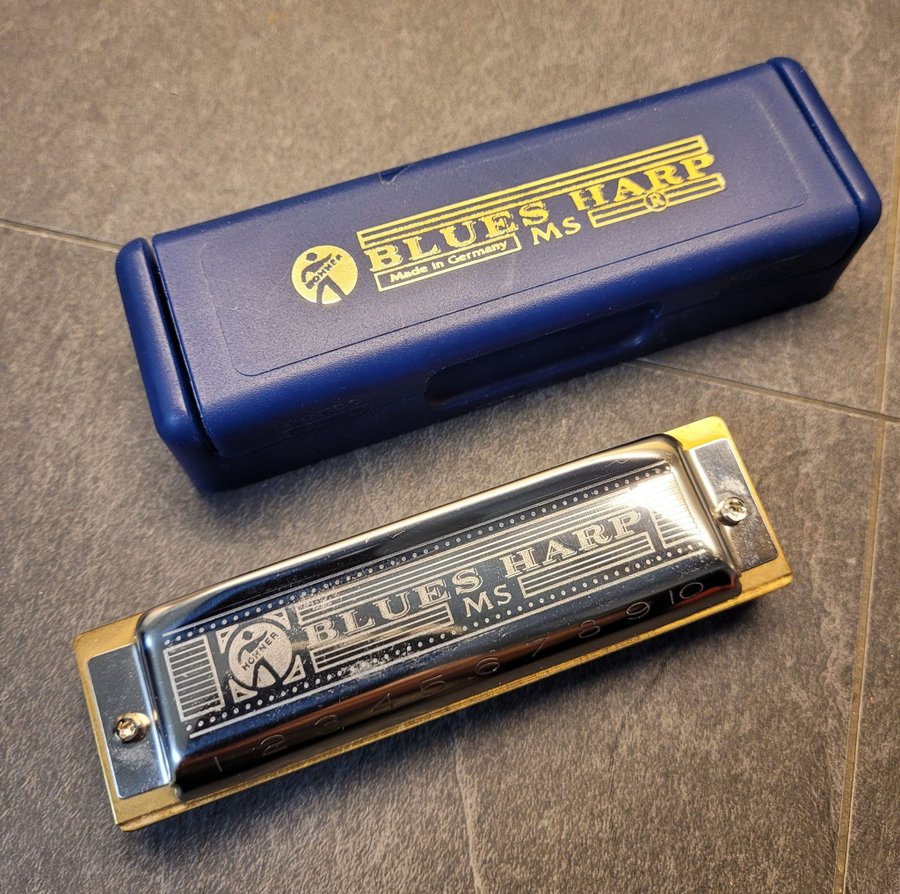 BLUES HARP
HOHNER
Made in Germany
MS
®
BLUES HARP
HOHNER
MS
1 2 3 4 5 6 7 8 9 10